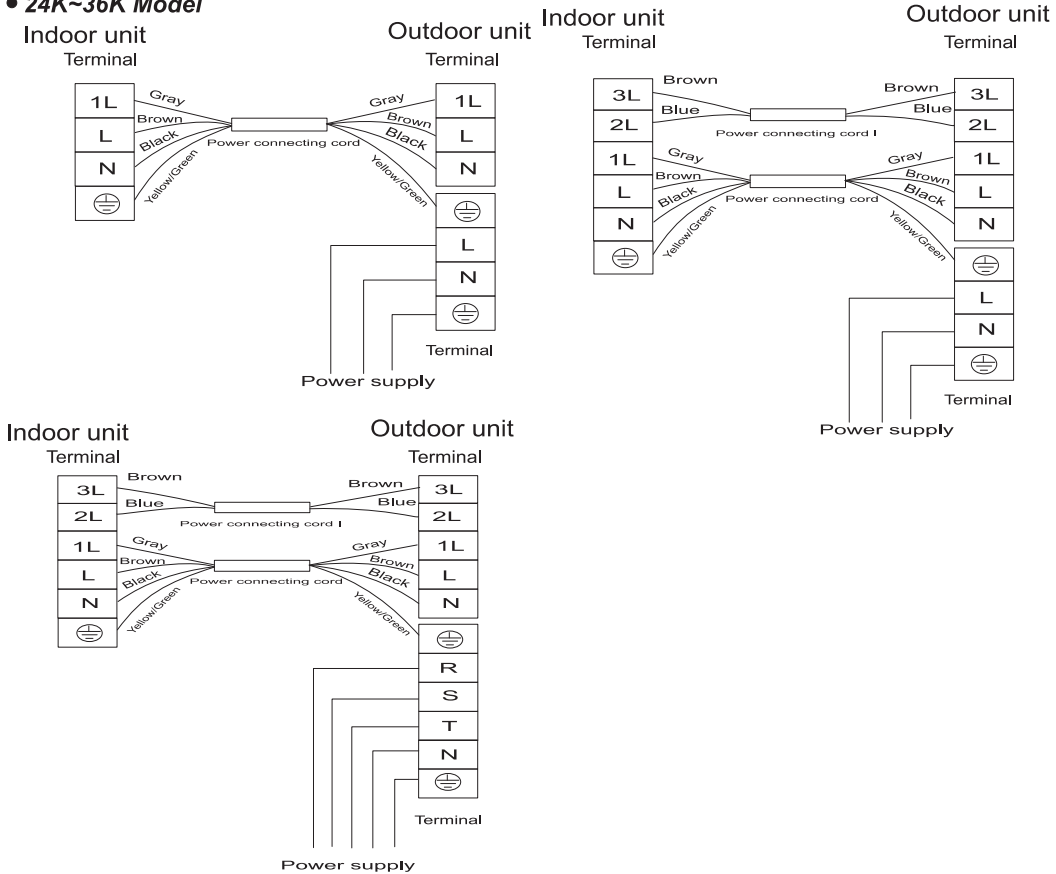 • 24K~36K Model
Indoor unit
Outdoor unit
Terminal
Terminal
1L
Gray
Gray
1L
L
Brown
Brown
L
N
Black
Black
N
Yellow/Green
Yellow/Green
Power connecting cord
L
N
Terminal
Power supply
Indoor unit
Outdoor unit
Terminal
Terminal
3L
Brown
Brown
3L
2L
Blue
Blue
2L
Power connecting cord I
1L
Gray
Gray
1L
L
Brown
Brown
L
N
Black
Black
N
Yellow/Green
Yellow/Green
Power connecting cord
L
N
Terminal
Power supply
Indoor unit
Outdoor unit
Terminal
Terminal
3L
Brown
Brown
3L
2L
Blue
Blue
2L
Power connecting cord I
1L
Gray
Gray
1L
L
Brown
Brown
L
N
Black
Black
N
Yellow/Green
Yellow/Green
Power connecting cord
R
S
T
N
Terminal
Power supply